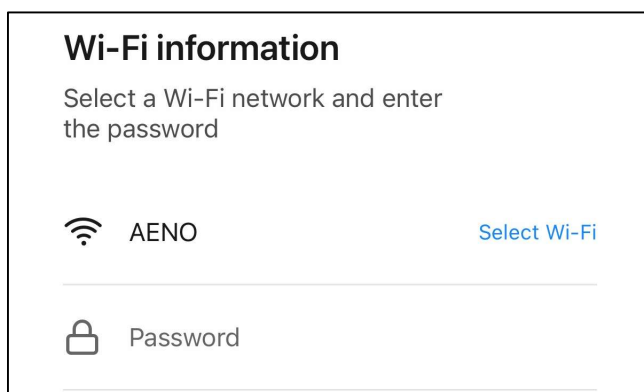 Wi-Fi information
Select a Wi-Fi network and enter
the password
AENO Select Wi-Fi
Password